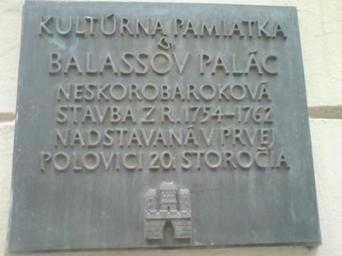 KULTÚRNA PAMIATKA
BALASSOV PALÁC
NESKOROBAROKOVÁ
STAVBA Z R. 1754-1762
NADSTAVANÁ V PRVEJ
POLOVICI 20. STOROČIA